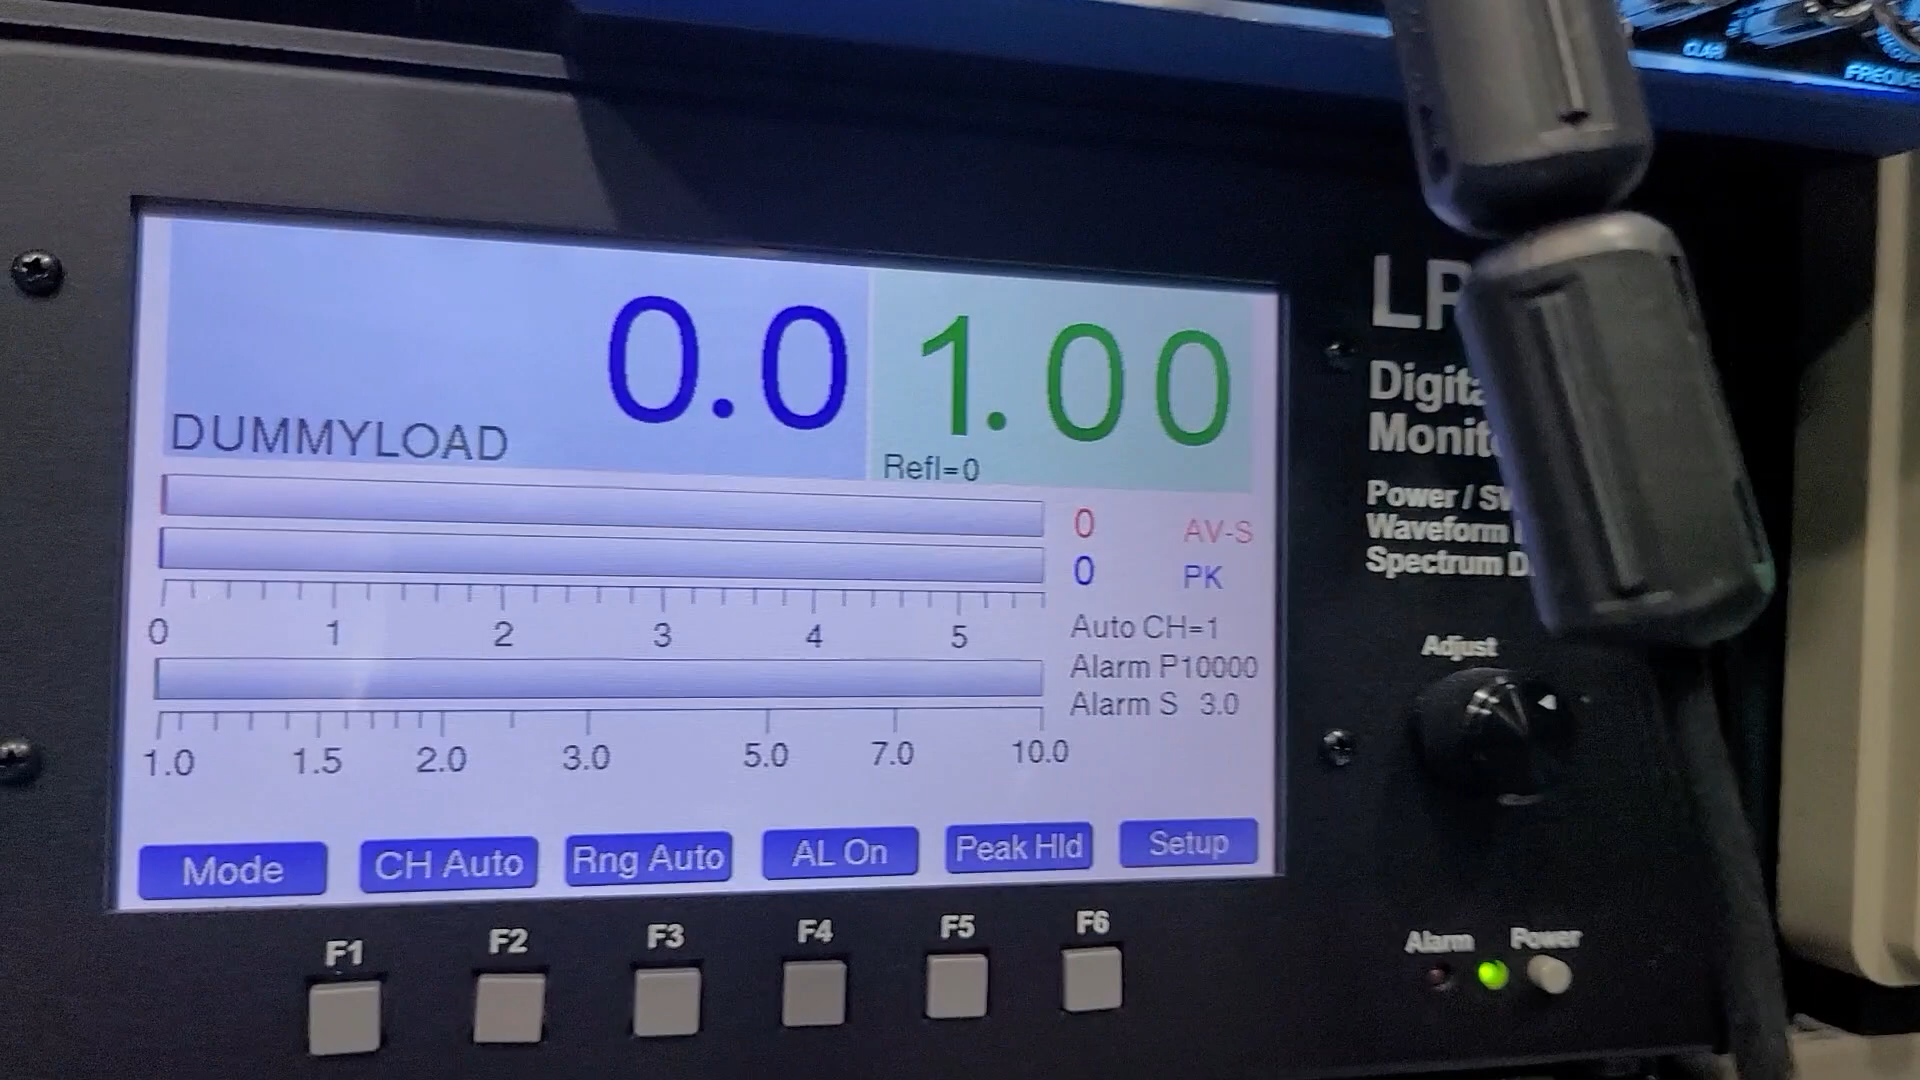 CLAR
DUMMYLOAD
0.0
1.00
Refl=0
0 AV-S
0 PK
0 1 2 3 4 5
Auto CH=1
Alarm P10000
Alarm S 3.0
1.0 1.5 2.0 3.0 5.0 7.0 10.0
Mode CH Auto Rng Auto AL On Peak Hld Setup
F1 F2 F3 F4 F5 F6
LP
Power /
Waveform
Spectrum
Adjust
Alarm Power